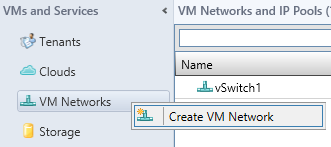 VMs and Services
Tenants
Clouds
VM Networks
Storage
VM Networks and IP Pools (
Name
vSwitch1
Create VM Network